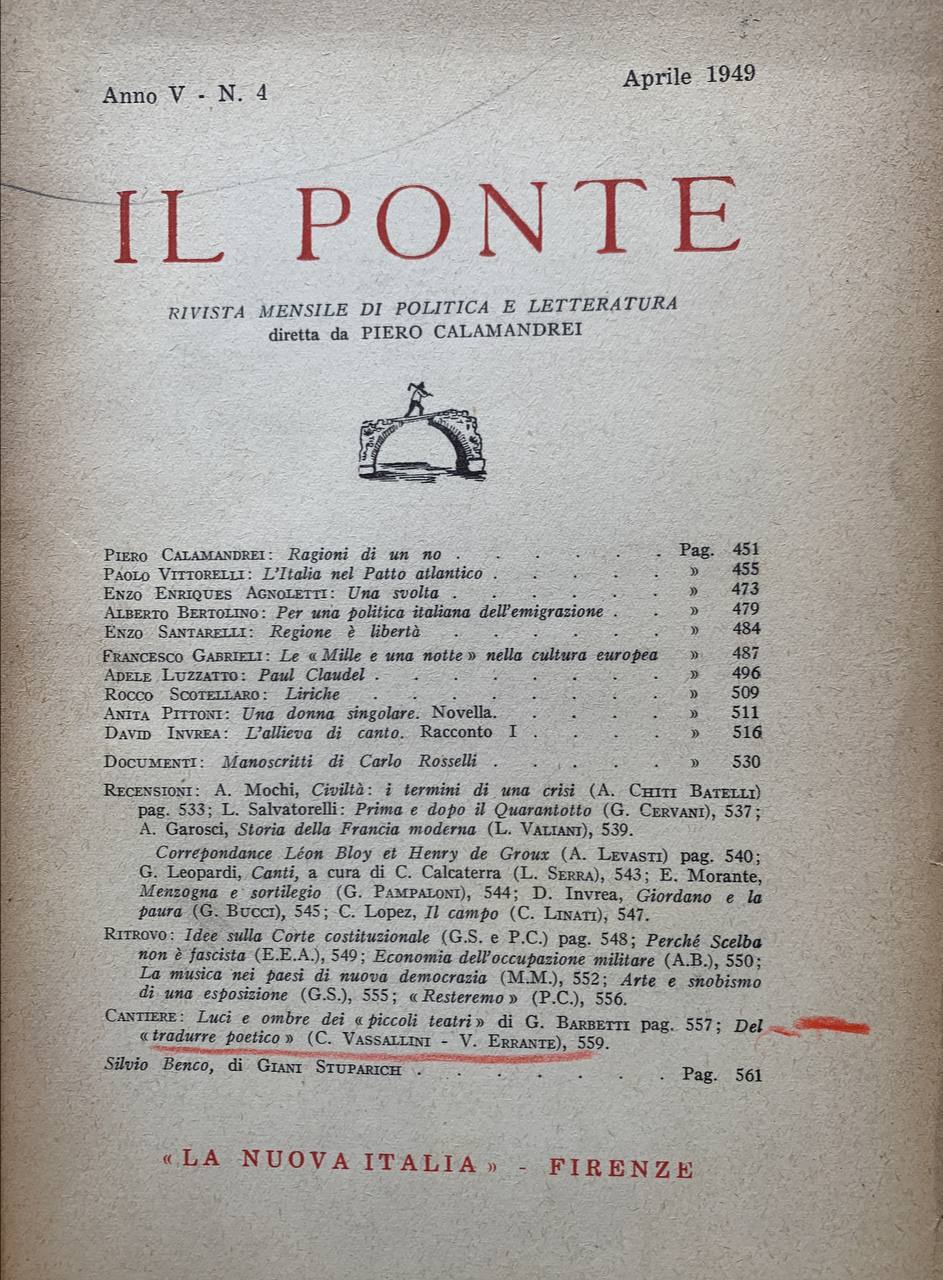 Anno V - N. 4
Aprile 1949
IL PONTE
RIVISTA MENSILE DI POLITICA E LETTERATURA
diretta da PIERO CALAMANDREI
PIERO CALAMANDREI: Ragioni di un no . . . . . . Pag. 451
PAOLO VITTORELLI: L'Italia nel Patto atlantico . . . . . » 455
ENZO ENRIQUES AGNOLETTI: Una svolta . . . . . . » 473
ALBERTO BERTOLINO: Per una politica italiana dell'emigrazione . . » 479
ENZO SANTARELLI: Regione è libertà . . . . . . » 484
FRANCESCO GABRIELI: Le « Mille e una notte » nella cultura europea » 487
ADELE LUZZATTO: Paul Claudel . . . . . . . . » 496
ROCCO SCOTELLARO: Liriche . . . . . . . . » 509
ANITA PITTONI: Una donna singolare. Novella. . . . . » 511
DAVID INVREA: L'allieva di canto. Racconto I . . . . » 516
DOCUMENTI: Manoscritti di Carlo Rosselli . . . . . » 530
RECENSIONI: A. Mochi, Civiltà: i termini di una crisi (A. CHITI BATELLI)
pag. 533; L. Salvatorelli: Prima e dopo il Quarantotto (G. CERVANI), 537;
A. Garosci, Storia della Francia moderna (L. VALIANI), 539.
Correpondance Léon Bloy et Henry de Groux (A. LEVASTI) pag. 540;
G. Leopardi, Canti, a cura di C. Calcaterra (L. SERRA), 543; E. Morante,
Menzogna e sortilegio (G. PAMPALONI), 544; D. Invrea, Giordano e la
paura (G. BUCCI), 545; C. Lopez, Il campo (C. LINATI), 547.
RITROVO: Idee sulla Corte costituzionale (G.S. e P.C.) pag. 548; Perché Scelba
non è fascista (E.E.A.), 549; Economia dell'occupazione militare (A.B.), 550;
La musica nei paesi di nuova democrazia (M.M.), 552; Arte e snobismo
di una esposizione (G.S.), 555; « Resteremo » (P.C.), 556.
CANTIERE: Luci e ombre dei « piccoli teatri » di G. BARBETTI pag. 557; Del
« tradurre poetico » (C. VASSALLINI - V. ERRANTE), 559.
Silvio Benco, di GIANI STUPARICH . . . . . . . Pag. 561
« LA NUOVA ITALIA » - FIRENZE